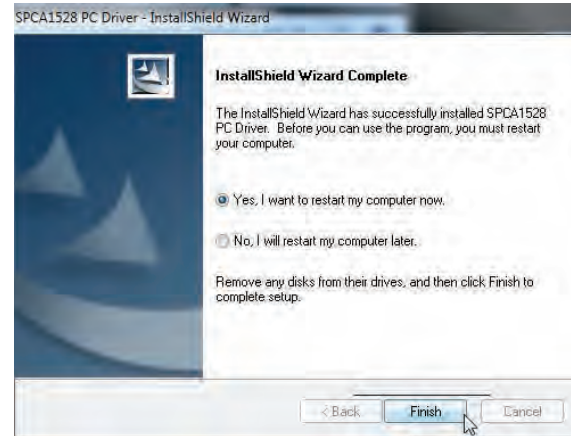 SPCA1528 PC Driver - InstallShield Wizard
InstallShield Wizard Complete
The InstallShield Wizard has successfully installed SPCA1528
PC Driver. Before you can use the program, you must restart
your computer.
Yes, I want to restart my computer now.
No, I will restart my computer later.
Remove any disks from their drives, and then click Finish to
complete setup.
< Back Finish Cancel